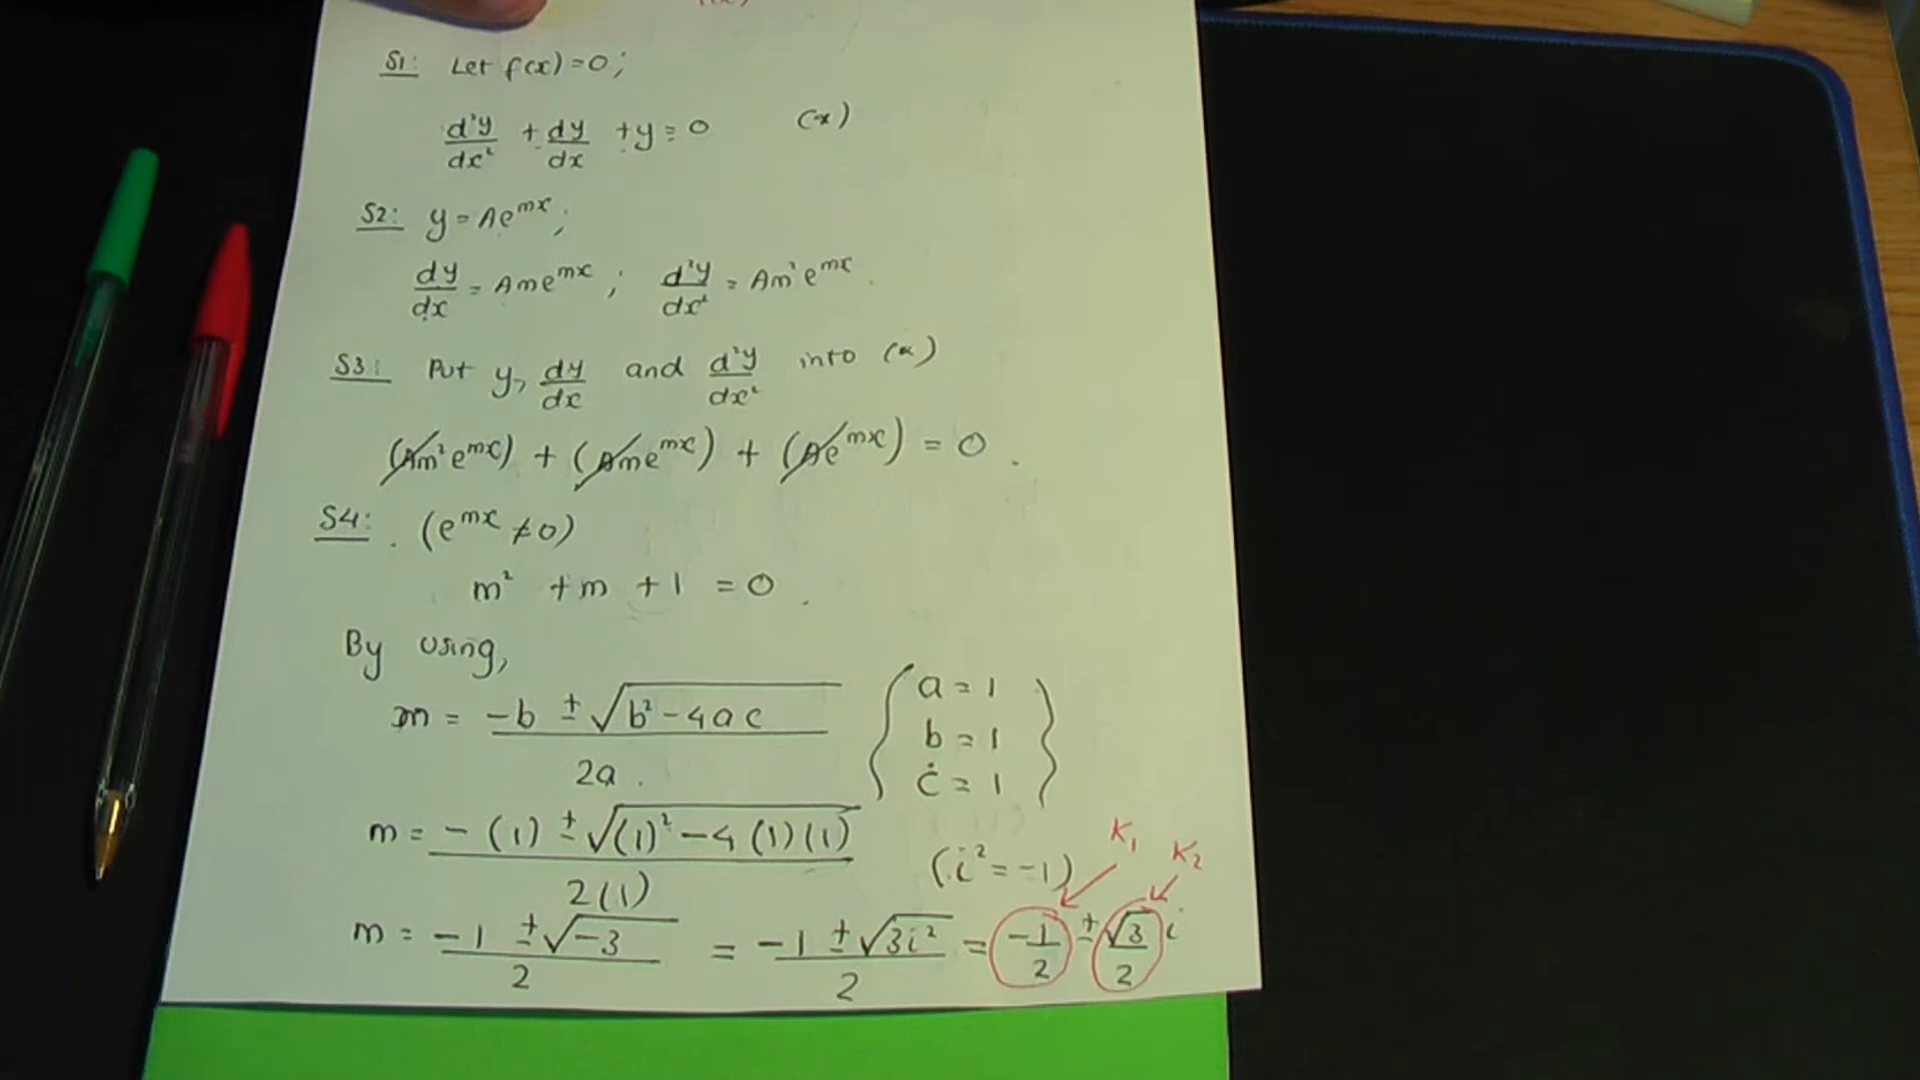 S1: Let f(x)=0;
d²y/dx² + dy/dx + y = 0 (*)
S2: y = Ae^mx;
dy/dx = Ame^mx ; d²y/dx² = Am²e^mx.
S3: Put y, dy/dx and d²y/dx² into (*)
(Am²e^mx) + (Ame^mx) + (Ae^mx) = 0.
S4: (e^mx ≠ 0)
m² + m + 1 = 0.
By using,
m = (-b ± √(b² - 4ac))/2a. {a = 1
b = 1
c = 1}
m = (-(1) ± √((1)² - 4(1)(1)))/2(1)
(i² = -1) K₁ K₂
m = (-1 ± √-3)/2 = (-1 ± √3i²)/2 = -1/2 ± √3/2 i